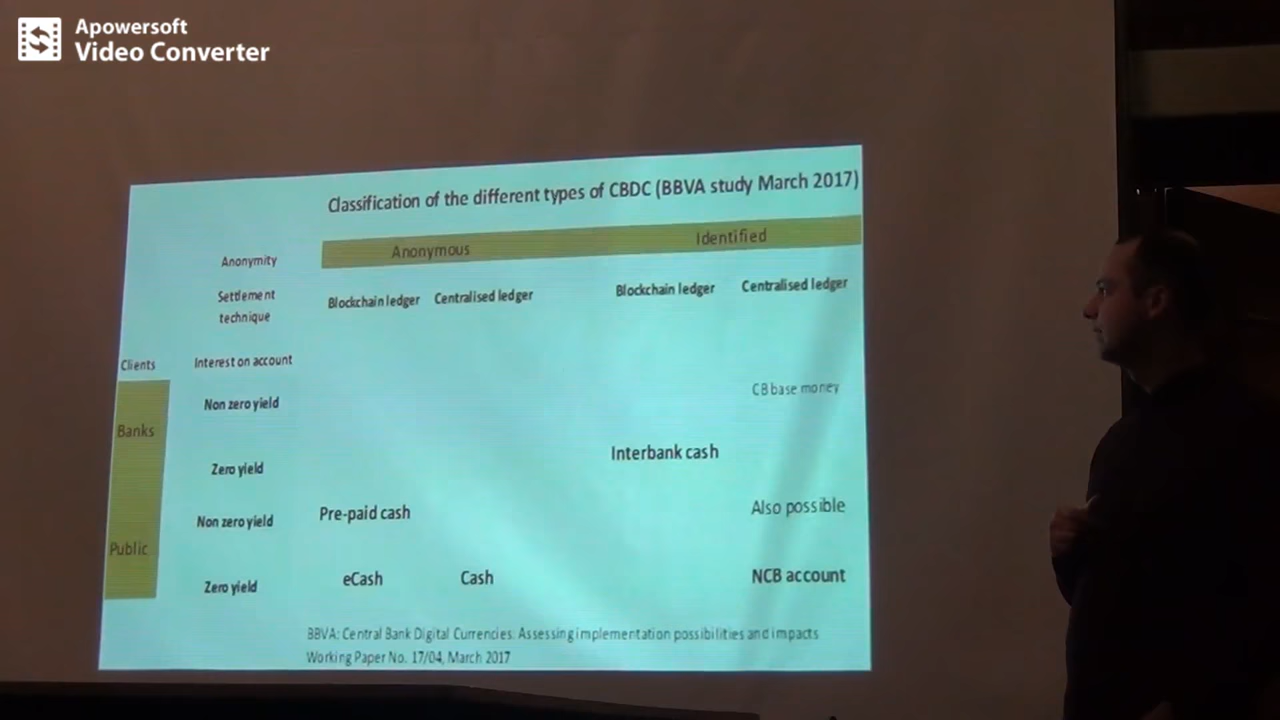 Apowersoft
Video Converter
Classification of the different types of CBDC (BBVA study March 2017)
Anonymity Anonymous Identified
Settlement
technique Blockchain ledger Centralised ledger Blockchain ledger Centralised ledger
Clients Interest on account
Non zero yield CB base money
Banks
Zero yield Interbank cash
Non zero yield Pre-paid cash Also possible
Public
Zero yield eCash Cash NCB account
BBVA: Central Bank Digital Currencies: Assessing implementation possibilities and impacts
Working Paper No. 17/04, March 2017